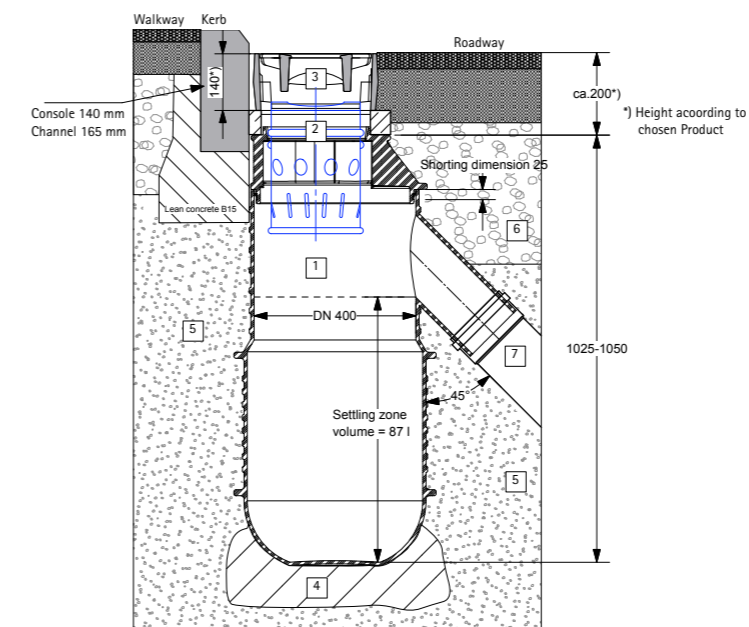 Walkway Kerb
Roadway
140*)
3
ca.200*)
Console 140 mm
Channel 165 mm
*) Height acoording to
chosen Product
2
Shorting dimension 25
Lean concrete B15
6
1
5
DN 400
7
1025-1050
45°
Settling zone
volume = 87 l
5
4